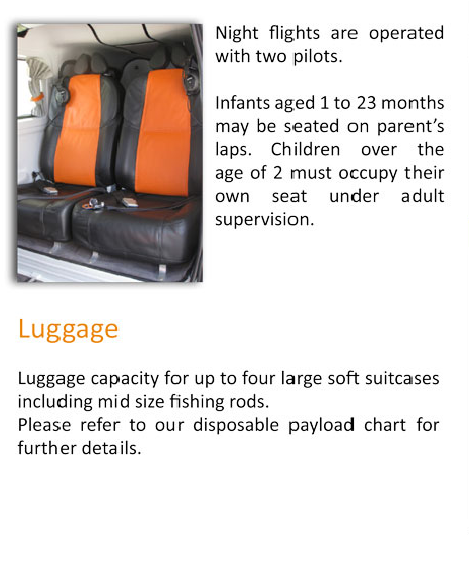 Night flights are operated
with two pilots.
Infants aged 1 to 23 months
may be seated on parent's
laps. Children over the
age of 2 must occupy their
own seat under adult
supervision.
Luggage
Luggage capacity for up to four large soft suitcases
including mid size fishing rods.
Please refer to our disposable payload chart for
further details.